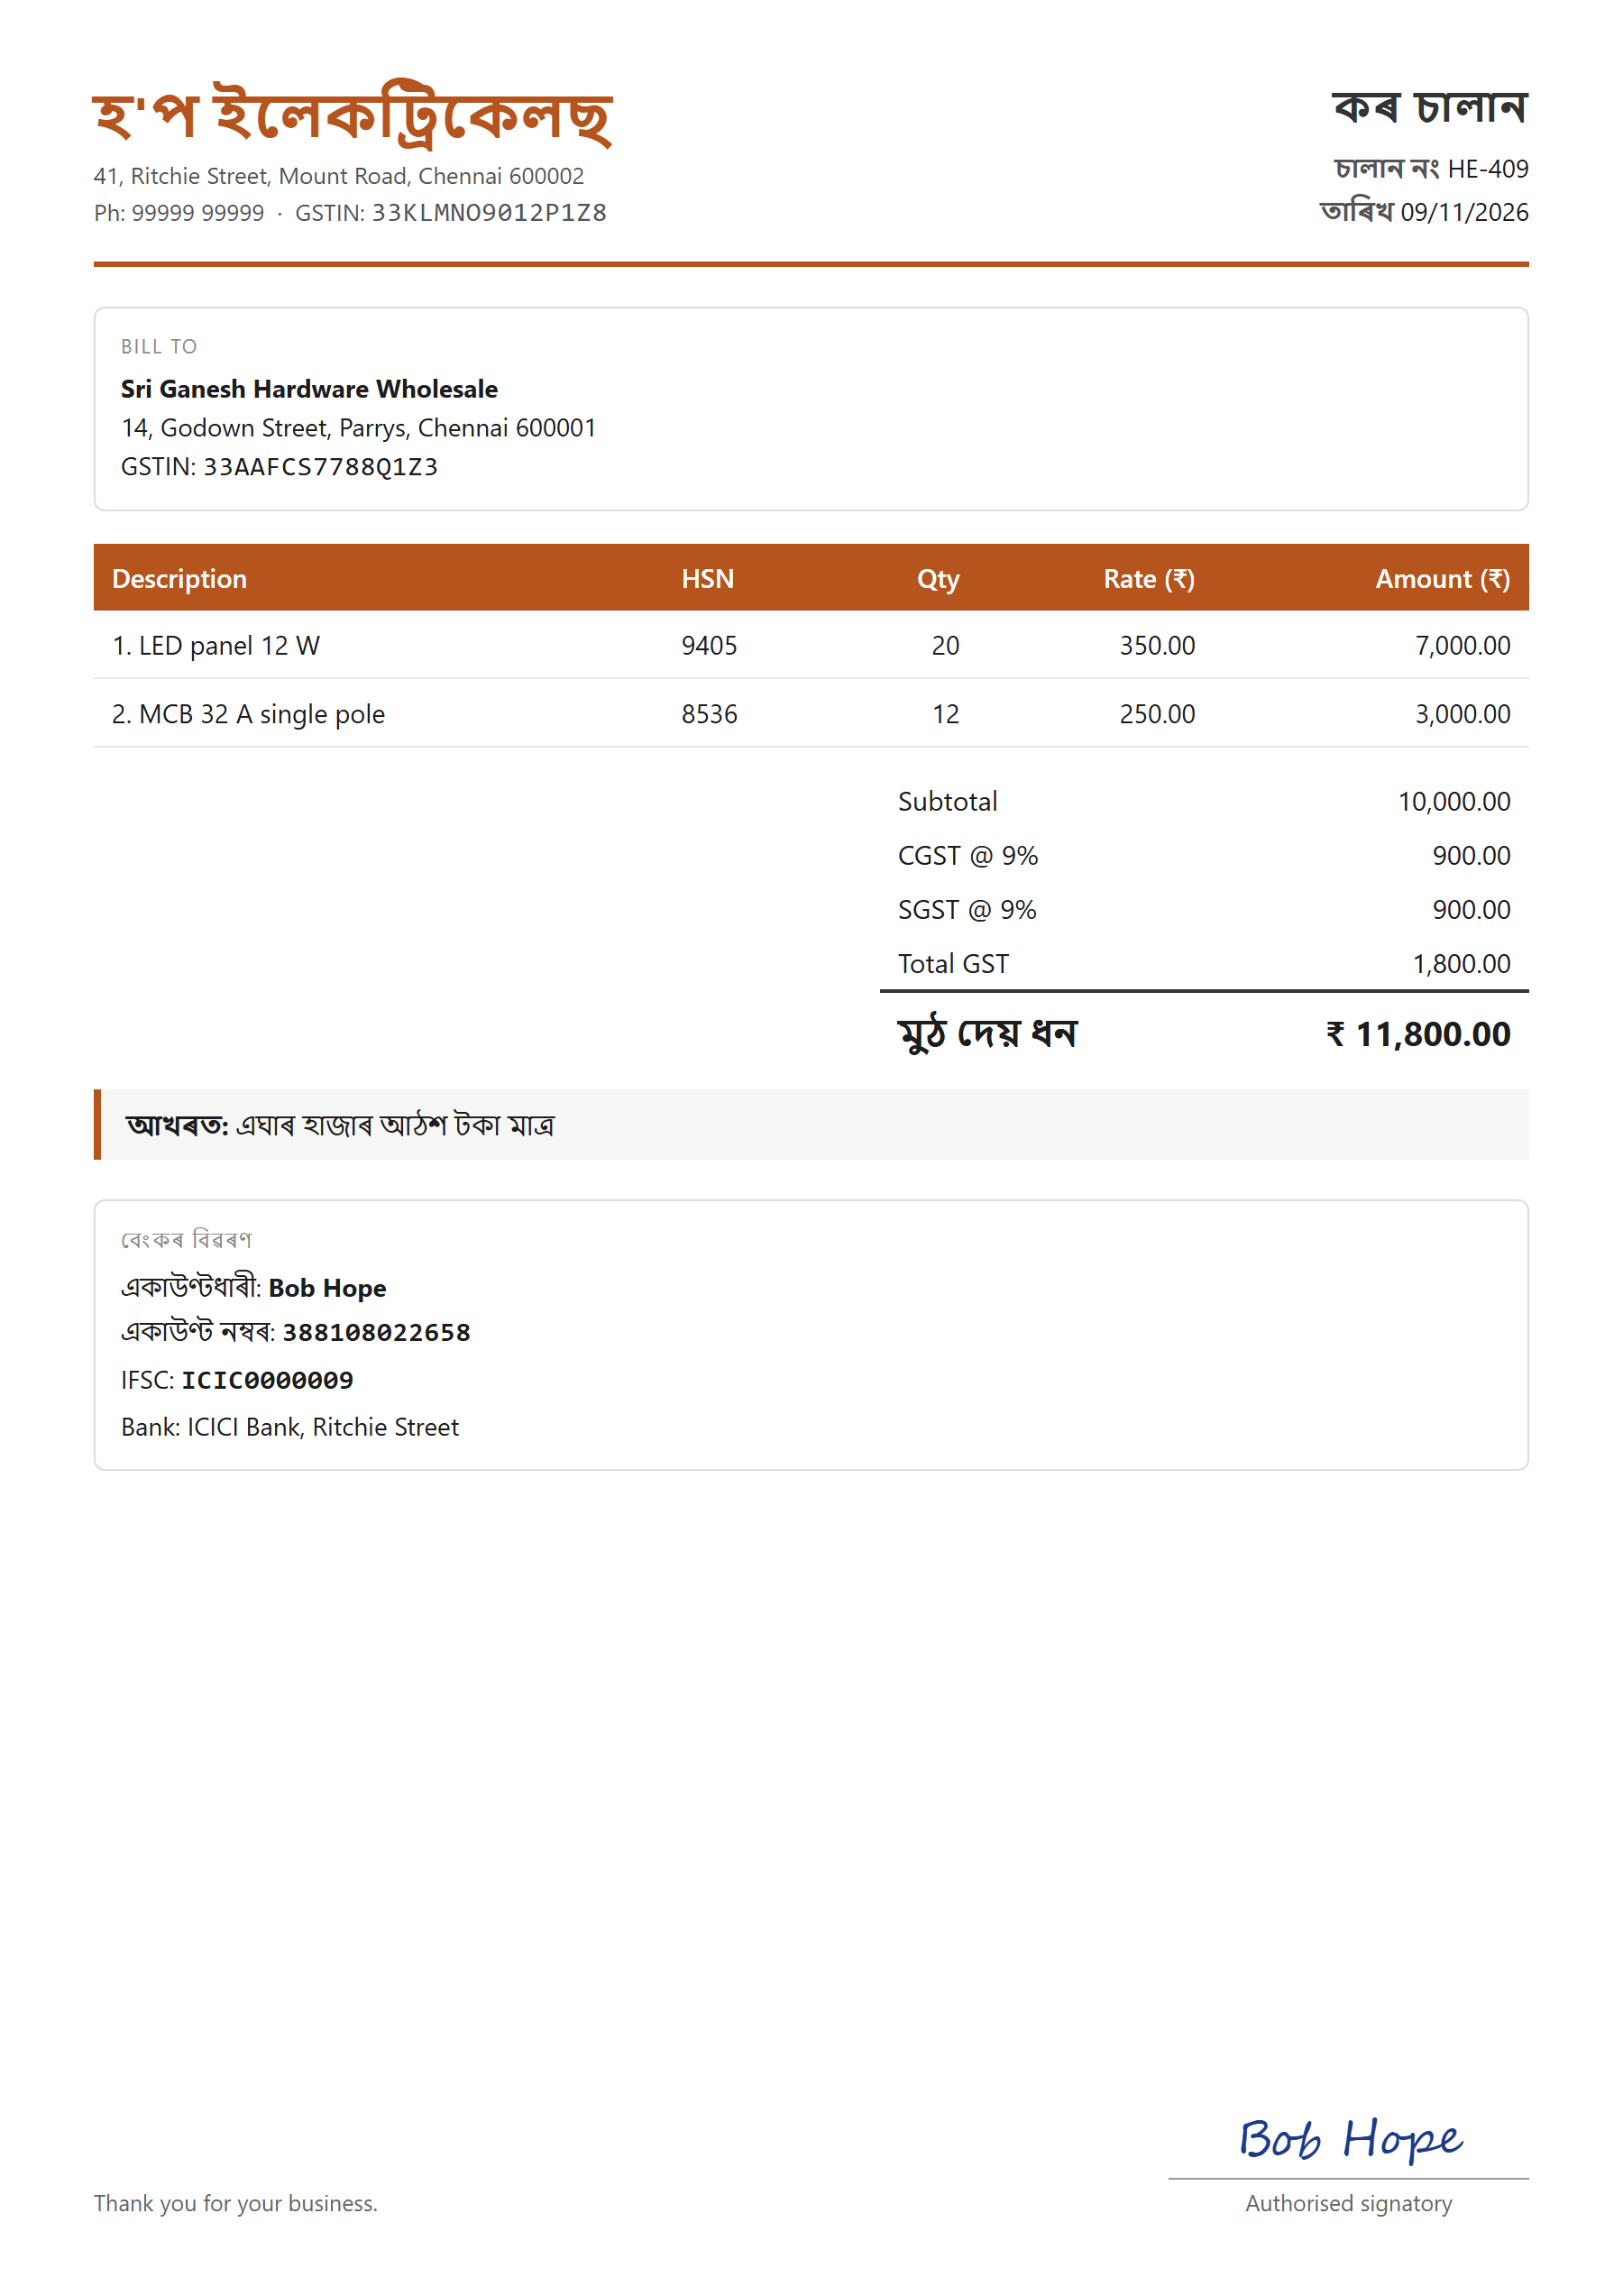 হ'প ইলেকট্ৰিকেলছ
41, Ritchie Street, Mount Road, Chennai 600002
Ph: 99999 99999 · GSTIN: 33KLMNO9012P1Z8
কৰ চালান
চালান নং HE-409
তাৰিখ 09/11/2026
BILL TO
Sri Ganesh Hardware Wholesale
14, Godown Street, Parrys, Chennai 600001
GSTIN: 33AAFCS7788Q1Z3
Description HSN Qty Rate (₹) Amount (₹)
1. LED panel 12 W 9405 20 350.00 7,000.00
2. MCB 32 A single pole 8536 12 250.00 3,000.00
Subtotal 10,000.00
CGST @ 9% 900.00
SGST @ 9% 900.00
Total GST 1,800.00
মুঠ দেয় ধন ₹ 11,800.00
আখৰত: এঘাৰ হাজাৰ আঠশ টকা মাত্ৰ
বেংকৰ বিৱৰণ
একাউণ্টধাৰী: Bob Hope
একাউণ্ট নম্বৰ: 388108022658
IFSC: ICIC0000009
Bank: ICICI Bank, Ritchie Street
Bob Hope
Thank you for your business.
Authorised signatory